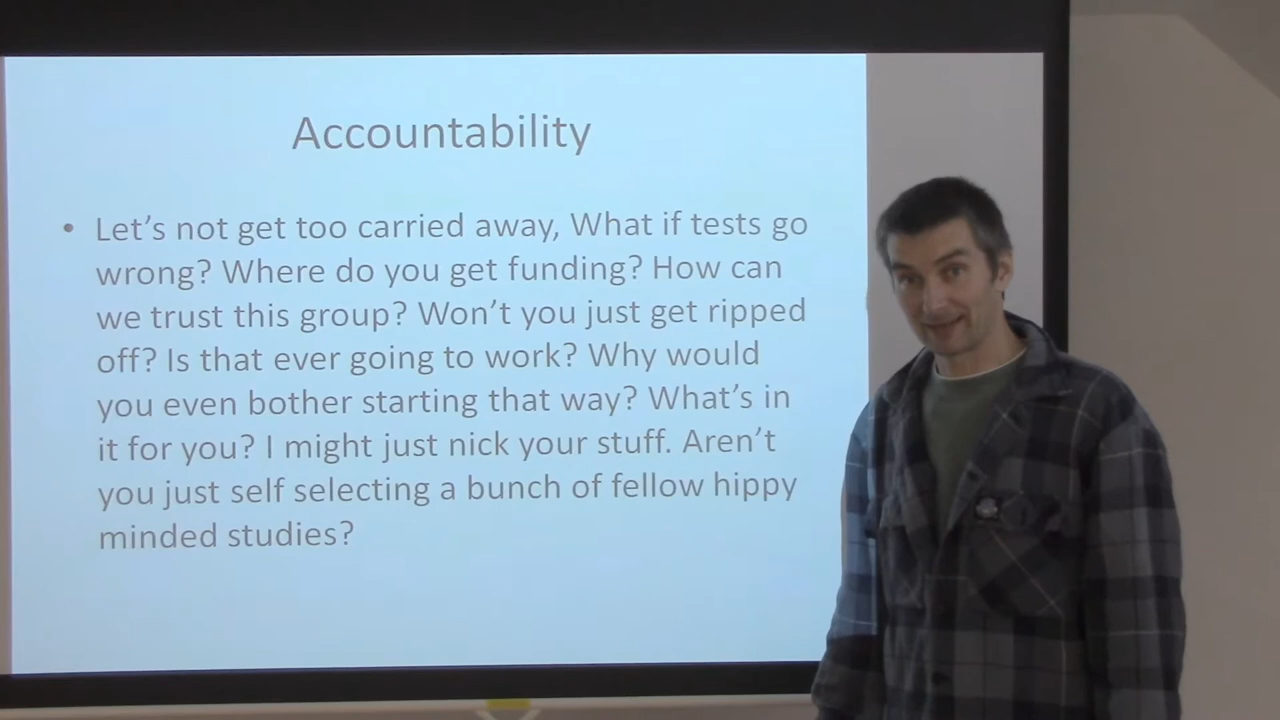 Accountability
• Let's not get too carried away, What if tests go
wrong? Where do you get funding? How can
we trust this group? Won't you just get ripped
off? Is that ever going to work? Why would
you even bother starting that way? What's in
it for you? I might just nick your stuff. Aren't
you just self selecting a bunch of fellow hippy
minded studies?